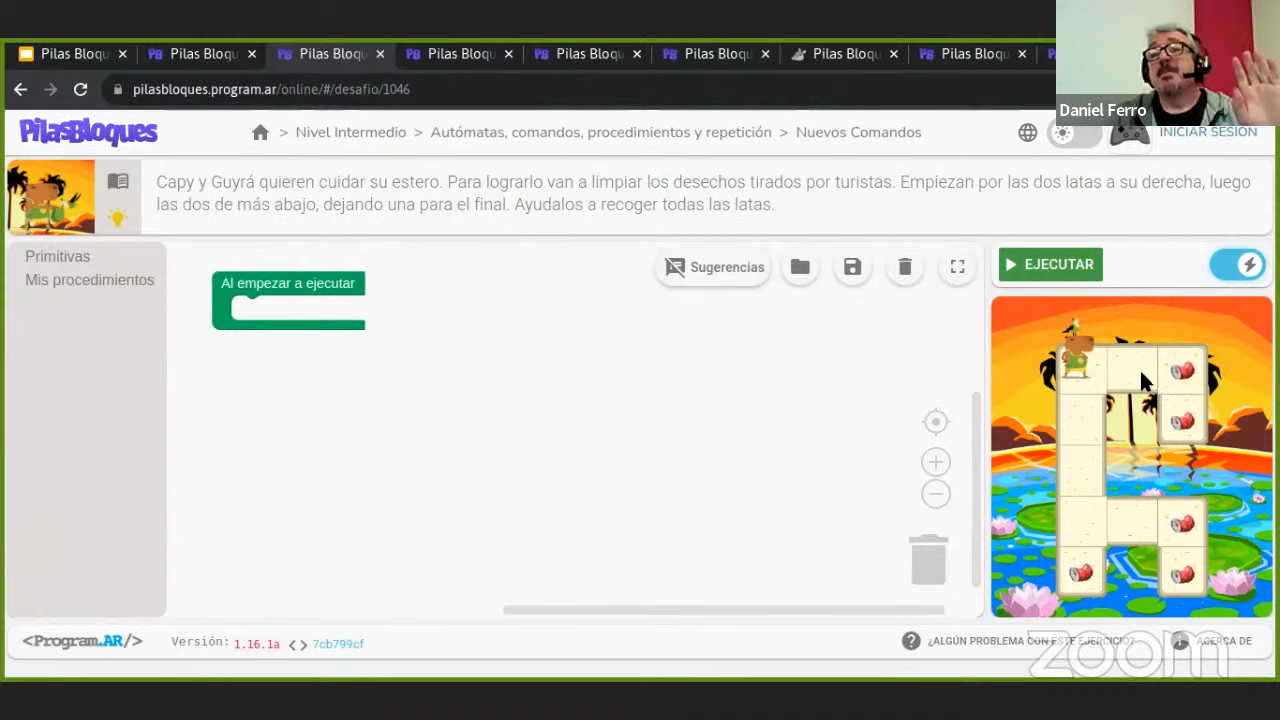 Pilas Bloqu
Pilas Bloqu
Pilas Bloqu
Pilas Bloqu
Pilas Bloqu
Pilas Bloqu
Pilas Bloqu
Pilas Bloqu
pilasbloques.program.ar/online/#/desafio/1046
Daniel Ferro
PilasBloques
> Nivel Intermedio > Autómatas, comandos, procedimientos y repetición > Nuevos Comandos
INICIAR SESIÓN
Capy y Guyrá quieren cuidar su estero. Para lograrlo van a limpiar los desechos tirados por turistas. Empiezan por las dos latas a su derecha, luego
las dos de más abajo, dejando una para el final. Ayudalos a recoger todas las latas.
Primitivas
Mis procedimientos
Al empezar a ejecutar
Sugerencias
EJECUTAR
<Program.AR/>
Versión: 1.16.1a <> 7cb799cf
¿ALGÚN PROBLEMA CON ESTE EJERCICIO?
ACERCA DE
zoom